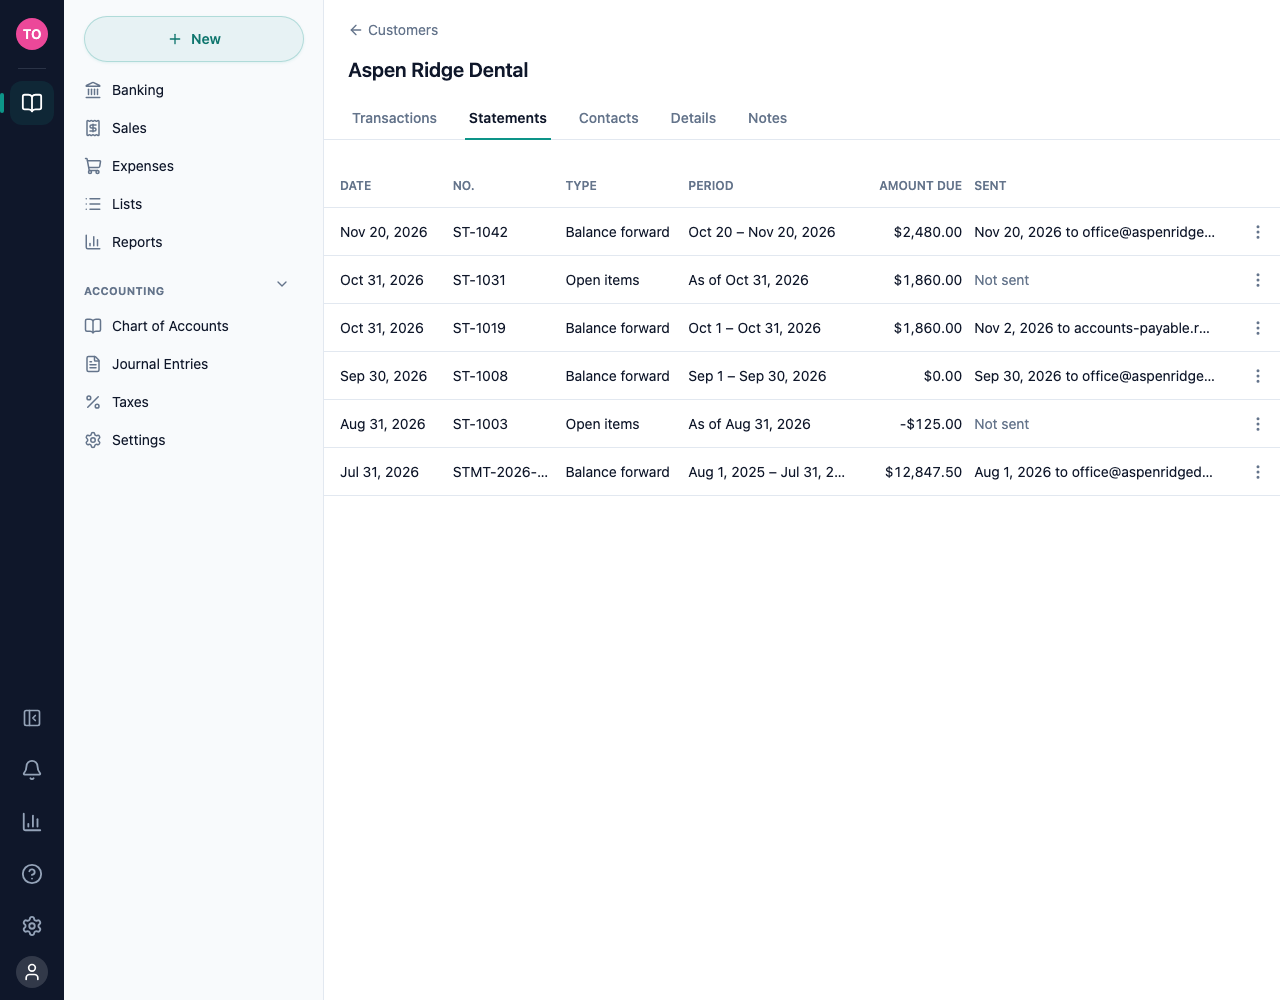 TO
New
Banking
Sales
Expenses
Lists
Reports
ACCOUNTING
Chart of Accounts
Journal Entries
Taxes
Settings
Customers
Aspen Ridge Dental
Transactions Statements Contacts Details Notes
DATE NO. TYPE PERIOD AMOUNT DUE SENT
Nov 20, 2026 ST-1042 Balance forward Oct 20 – Nov 20, 2026 $2,480.00 Nov 20, 2026 to office@aspenridge...
Oct 31, 2026 ST-1031 Open items As of Oct 31, 2026 $1,860.00 Not sent
Oct 31, 2026 ST-1019 Balance forward Oct 1 – Oct 31, 2026 $1,860.00 Nov 2, 2026 to accounts-payable.r...
Sep 30, 2026 ST-1008 Balance forward Sep 1 – Sep 30, 2026 $0.00 Sep 30, 2026 to office@aspenridge...
Aug 31, 2026 ST-1003 Open items As of Aug 31, 2026 -$125.00 Not sent
Jul 31, 2026 STMT-2026-... Balance forward Aug 1, 2025 – Jul 31, 2... $12,847.50 Aug 1, 2026 to office@aspenridged...